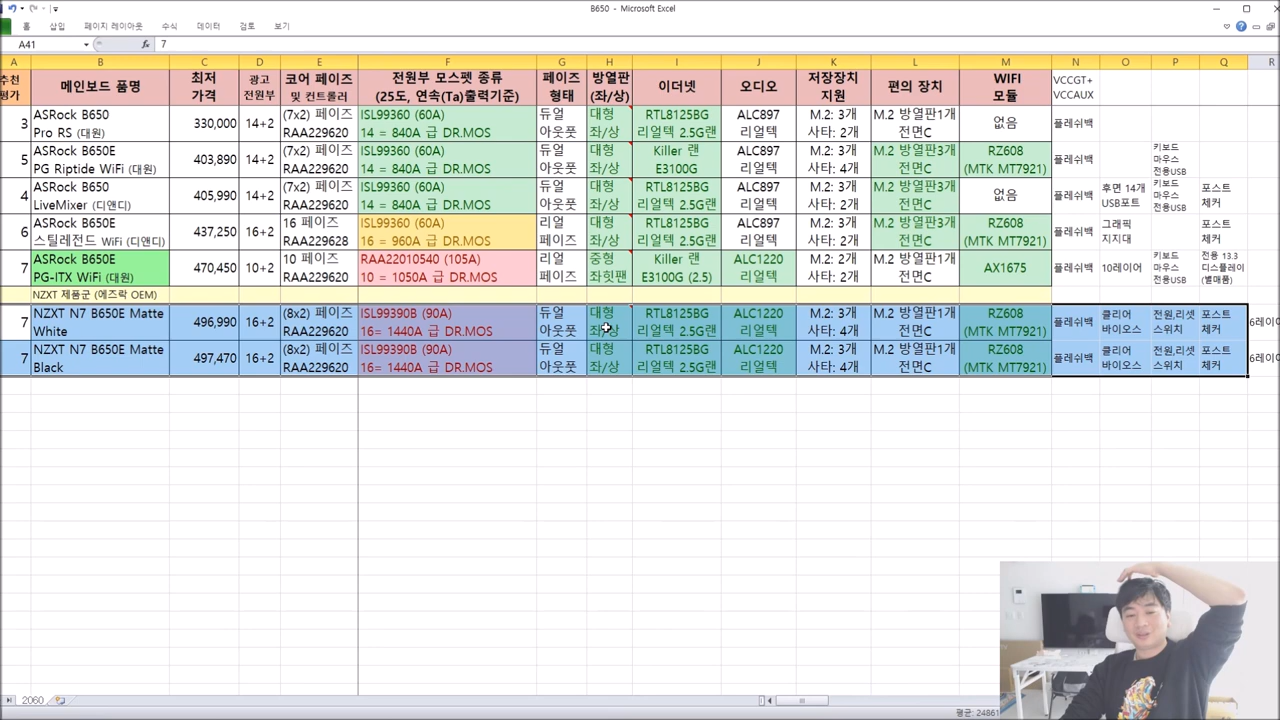 B650 - Microsoft Excel
홈 삽입 페이지 레이아웃 수식 데이터 검토 보기
A41 fx 7
A B C D E F G H I J K L M N O P Q R
추천 평가 메인보드 품명 최저 가격 광고 전원부 코어 페이즈 및 컨트롤러 전원부 모스펫 종류 (25도, 연속(Ta)출력기준) 페이즈 형태 방열판 (좌/상) 이더넷 오디오 저장장치 지원 편의 장치 WIFI 모듈 VCCGT+ VCCAUX
3 ASRock B650 Pro RS (대원) 330,000 14+2 (7x2) 페이즈 RAA229620 ISL99360 (60A) 14 = 840A 급 DR.MOS 듀얼 아웃풋 대형 좌/상 RTL8125BG 리얼텍 2.5G랜 ALC897 리얼텍 M.2: 3개 사타: 2개 M.2 방열판1개 전면C 없음 플레쉬백
5 ASRock B650E PG Riptide WiFi (대원) 403,890 14+2 (7x2) 페이즈 RAA229620 ISL99360 (60A) 14 = 840A 급 DR.MOS 듀얼 아웃풋 대형 좌/상 Killer 랜 E3100G ALC897 리얼텍 M.2: 3개 사타: 4개 M.2 방열판3개 전면C RZ608 (MTK MT7921) 플레쉬백 키보드 마우스 전용USB
4 ASRock B650 LiveMixer (디앤디) 405,990 14+2 (7x2) 페이즈 RAA229620 ISL99360 (60A) 14 = 840A 급 DR.MOS 듀얼 아웃풋 대형 좌/상 RTL8125BG 리얼텍 2.5G랜 ALC897 리얼텍 M.2: 3개 사타: 2개 M.2 방열판3개 전면C 없음 플레쉬백 후면 14개 USB포트 키보드 마우스 전용USB 포스트 체커
6 ASRock B650E 스틸레전드 WiFi (디앤디) 437,250 16+2 16 페이즈 RAA229628 ISL99360 (60A) 16 = 960A 급 DR.MOS 리얼 페이즈 대형 좌/상 RTL8125BG 리얼텍 2.5G랜 ALC897 리얼텍 M.2: 3개 사타: 2개 M.2 방열판3개 전면C RZ608 (MTK MT7921) 플레쉬백 그래픽 지지대 포스트 체커
7 ASRock B650E PG-ITX WiFi (대원) 470,450 10+2 10 페이즈 RAA229620 RAA22010540 (105A) 10 = 1050A 급 DR.MOS 리얼 페이즈 중형 좌힛팬 Killer 랜 E3100G (2.5) ALC1220 리얼텍 M.2: 2개 사타: 2개 M.2 방열판1개 전면C AX1675 플레쉬백 10레이어 키보드 마우스 전용USB 전용 13.3 디스플레이 (별매품)
NZXT 제품군 (에즈락 OEM)
7 NZXT N7 B650E Matte White 496,990 16+2 (8x2) 페이즈 RAA229620 ISL99390B (90A) 16= 1440A 급 DR.MOS 듀얼 아웃풋 대형 좌/상 RTL8125BG 리얼텍 2.5G랜 ALC1220 리얼텍 M.2: 3개 사타: 4개 M.2 방열판1개 전면C RZ608 (MTK MT7921) 플레쉬백 클리어 바이오스 전원,리셋 스위치 포스트 체커 6레이
7 NZXT N7 B650E Matte Black 497,470 16+2 (8x2) 페이즈 RAA229620 ISL99390B (90A) 16= 1440A 급 DR.MOS 듀얼 아웃풋 대형 좌/상 RTL8125BG 리얼텍 2.5G랜 ALC1220 리얼텍 M.2: 3개 사타: 4개 M.2 방열판1개 전면C RZ608 (MTK MT7921) 플레쉬백 클리어 바이오스 전원,리셋 스위치 포스트 체커 6레이
2060
평균: 24861